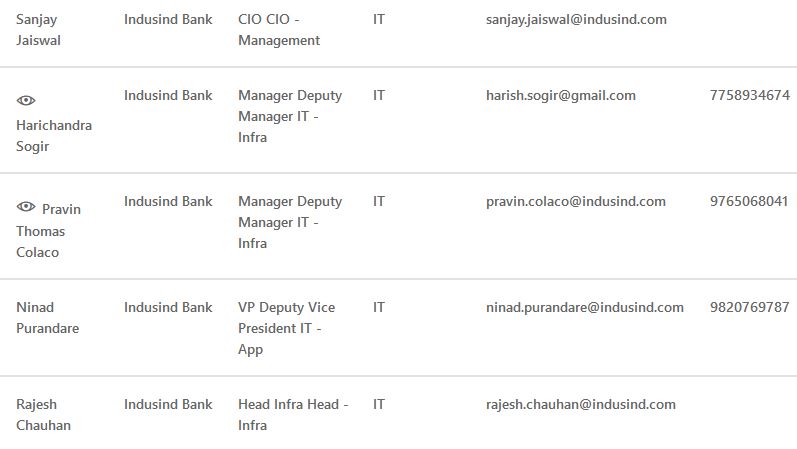 Sanjay Jaiswal Indusind Bank CIO CIO - Management IT sanjay.jaiswal@indusind.com
Harichandra Sogir Indusind Bank Manager Deputy Manager IT - Infra IT harish.sogir@gmail.com 7758934674
Pravin Thomas Colaco Indusind Bank Manager Deputy Manager IT - Infra IT pravin.colaco@indusind.com 9765068041
Ninad Purandare Indusind Bank VP Deputy Vice President IT - App IT ninad.purandare@indusind.com 9820769787
Rajesh Chauhan Indusind Bank Head Infra Head - Infra IT rajesh.chauhan@indusind.com